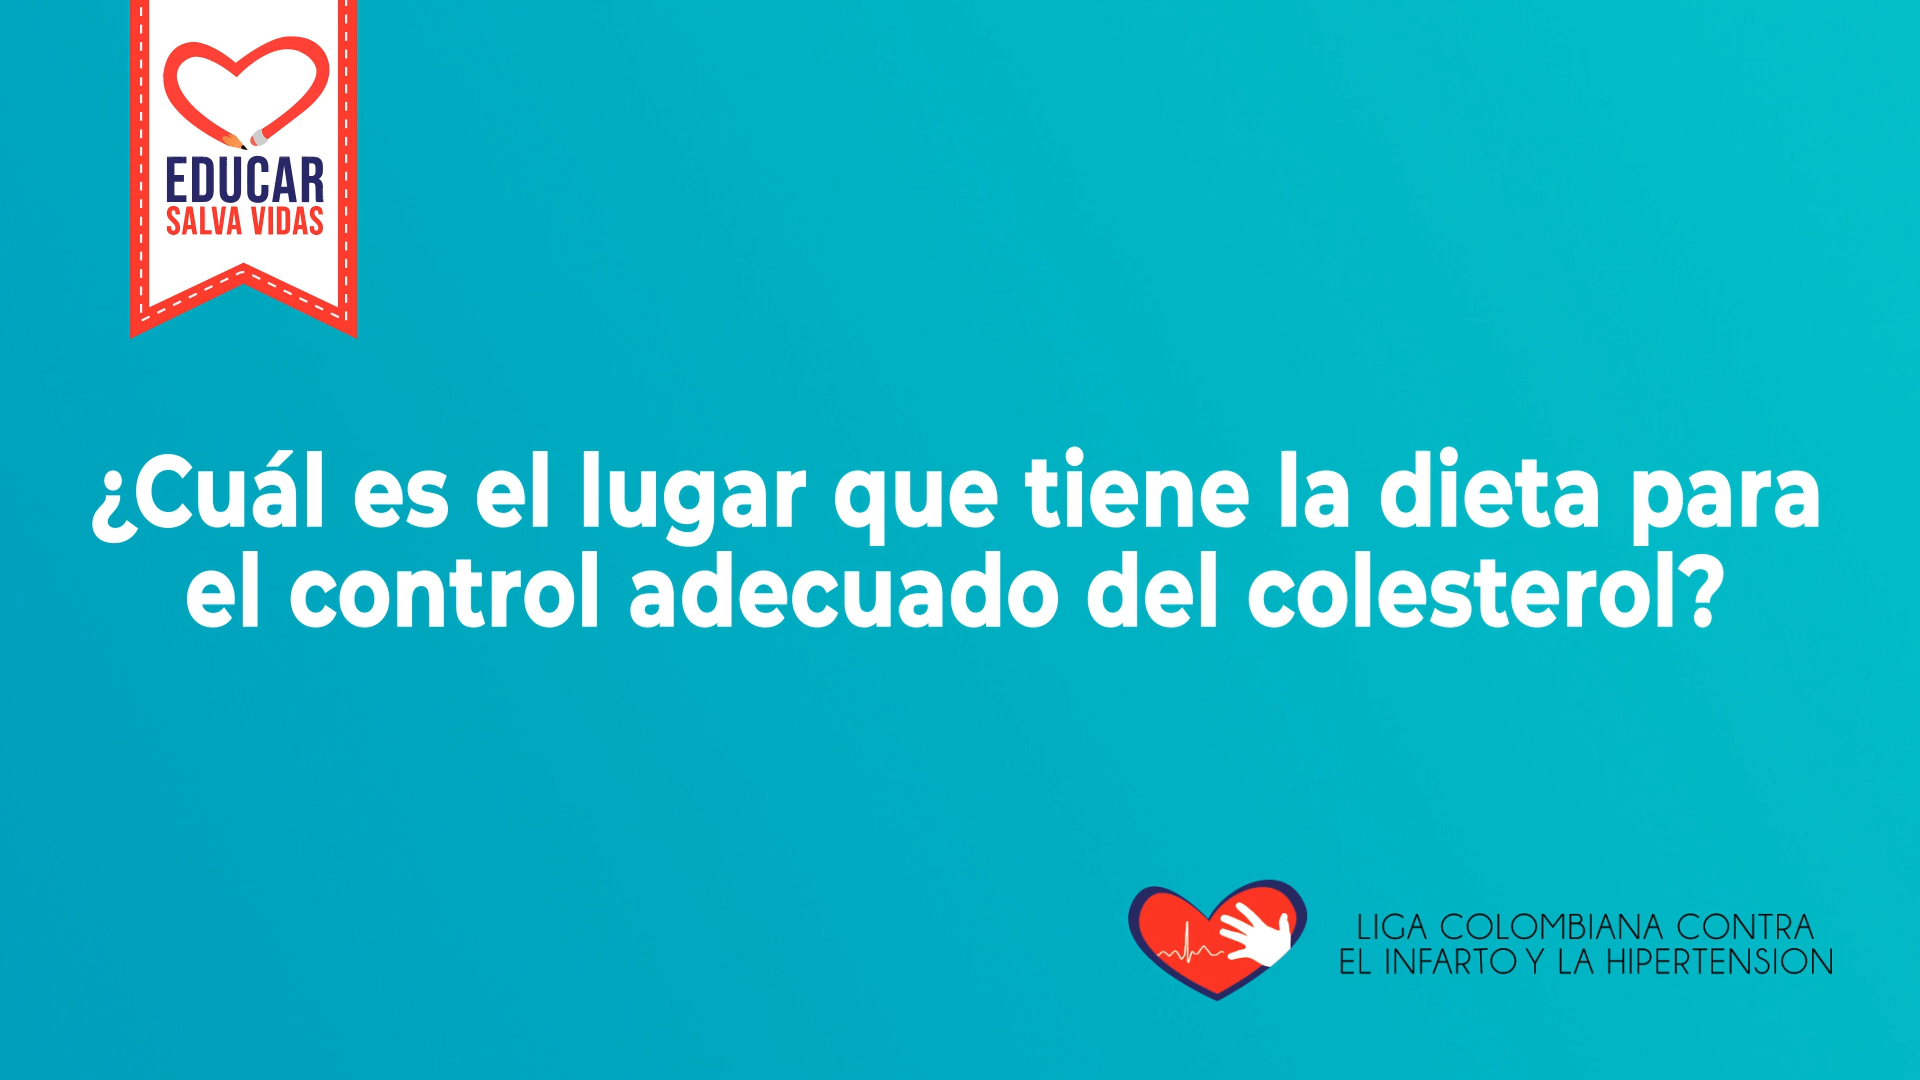 EDUCAR
SALVA VIDAS
¿Cuál es el lugar que tiene la dieta para
el control adecuado del colesterol?
LIGA COLOMBIANA CONTRA
EL INFARTO Y LA HIPERTENSION